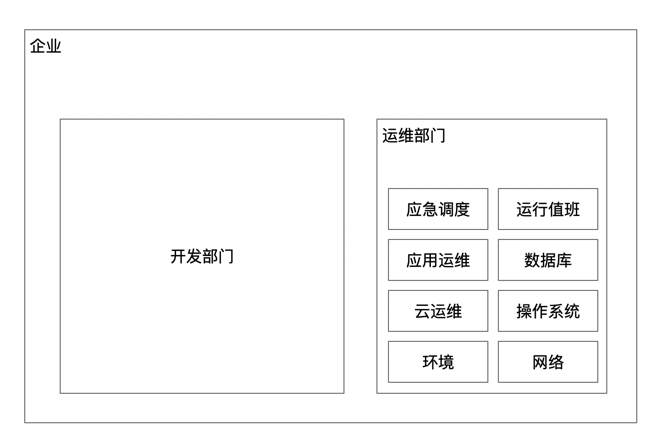 企业
开发部门
运维部门
应急调度
运行值班
应用运维
数据库
云运维
操作系统
环境
网络